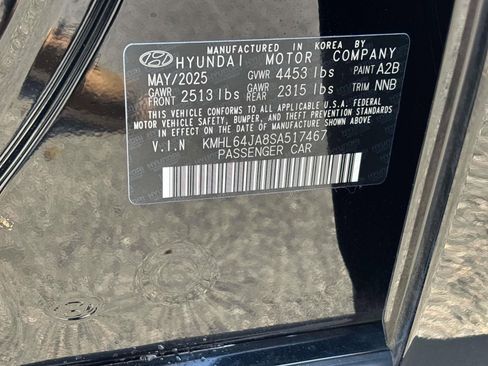 MANUFACTURED IN KOREA BY
HYUNDAI MOTOR COMPANY
MAY/2025 GVWR 4453 lbs PAINT A2B
GAWR FRONT 2513 lbs GAWR REAR 2315 lbs TRIM NNB
THIS VEHICLE CONFORMS TO ALL APPLICABLE U.S.A. FEDERAL
MOTOR VEHICLE SAFETY, BUMPER, AND THEFT PREVENTION STANDARDS
IN EFFECT ON THE DATE OF MANUFACTURE SHOWN ABOVE.
V.I.N KMHL64JA8SA517467
PASSENGER CAR